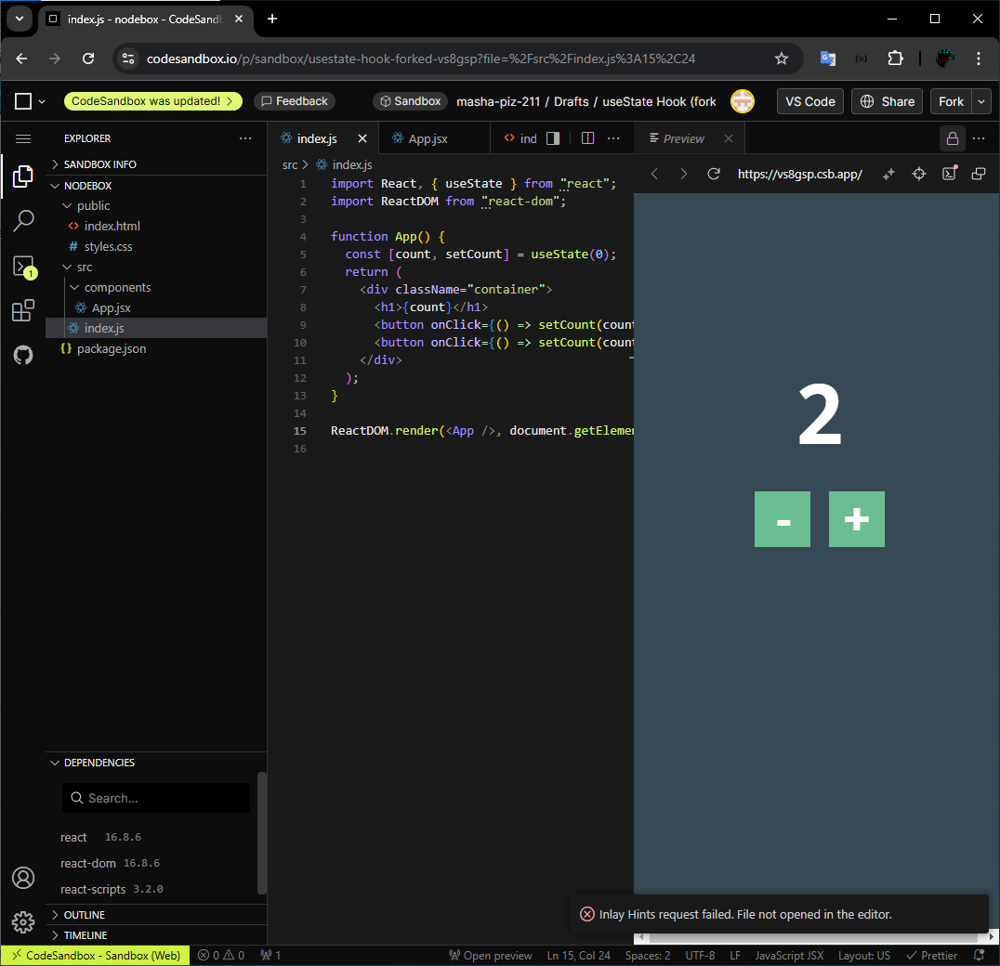 index.js - nodebox - CodeSandb
codesandbox.io/p/sandbox/usestate-hook-forked-vs8gsp?file=%2Fsrc%2Findex.js%3A15%2C24
CodeSandbox was updated!
Feedback
Sandbox
masha-piz-211 / Drafts / useState Hook (fork
VS Code
Share
Fork
EXPLORER
SANDBOX INFO
NODEBOX
public
<> index.html
# styles.css
src
components
App.jsx
index.js
{} package.json
DEPENDENCIES
Search...
react 16.8.6
react-dom 16.8.6
react-scripts 3.2.0
OUTLINE
TIMELINE
1
index.js
App.jsx
<> ind
src > index.js
1 import React, { useState } from "react";
2 import ReactDOM from "react-dom";
3
4 function App() {
5 const [count, setCount] = useState(0);
6 return (
7 <div className="container">
8 <h1>{count}</h1>
9 <button onClick={() => setCount(count
10 <button onClick={() => setCount(count
11 </div>
12 );
13 }
14
15 ReactDOM.render(<App />, document.getElemen
16
Preview
https://vs8gsp.csb.app/
2
- +
Inlay Hints request failed. File not opened in the editor.
CodeSandbox - Sandbox (Web)
0 0
1
Open preview
Ln 15, Col 24
Spaces: 2
UTF-8
LF
JavaScript JSX
Layout: US
Prettier